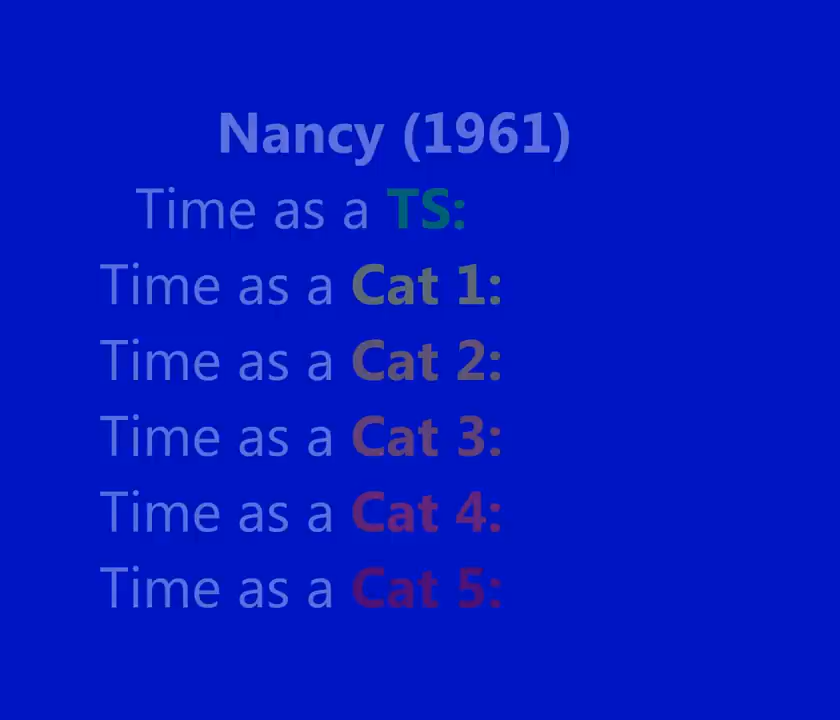 Nancy (1961)
Time as a TS:
Time as a Cat 1:
Time as a Cat 2:
Time as a Cat 3:
Time as a Cat 4:
Time as a Cat 5: